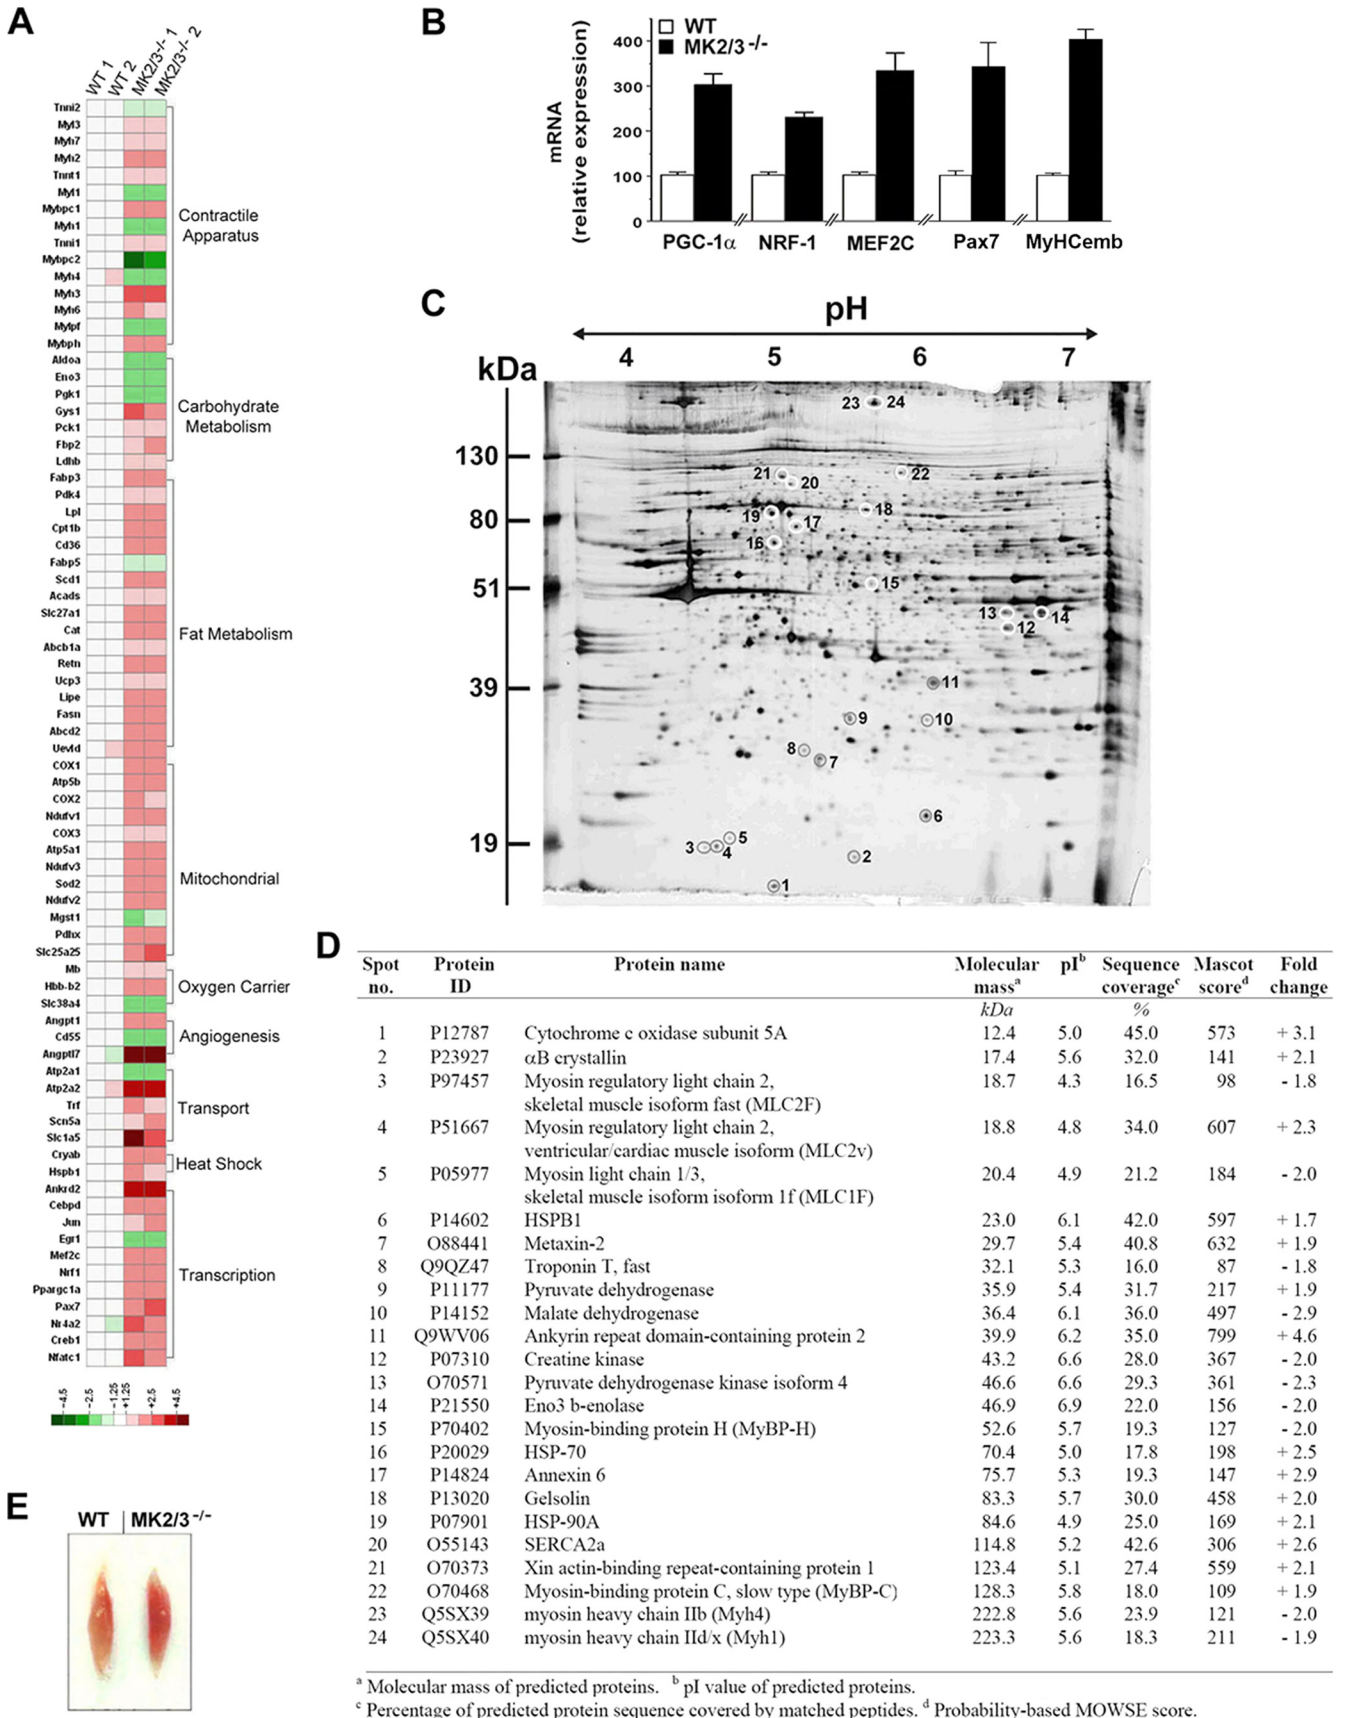 A
WT 1
WT 2
MK2/3-/- 1
MK2/3-/- 2
Tnni2
Myl3
Myh7
Myh2
Tnnt1
Myl1
Mybpc1
Myh1
Tnni1
Mybpc2
Myh4
Myh3
Myh6
Mylpf
Mybph
Contractile
Apparatus
Aldoa
Eno3
Pgk1
Gys1
Pck1
Fbp2
Ldhb
Carbohydrate
Metabolism
Fabp3
Pdk4
Lpl
Cpt1b
Cd36
Fabp5
Scd1
Acads
Slc27a1
Cat
Abcb1a
Retn
Ucp3
Lipe
Fasn
Abcd2
Uevld
Fat Metabolism
COX1
Atp5b
COX2
Ndufv1
COX3
Atp5a1
Ndufv3
Sod2
Ndufv2
Mgst1
Pdhx
Slc25a25
Mitochondrial
Mb
Hbb-b2
Slc38a4
Oxygen Carrier
Angpt1
Cd55
Angptl7
Angiogenesis
Atp2a1
Atp2a2
Trf
Scn5a
Slc1a5
Transport
Cryab
Hspb1
Heat Shock
Ankrd2
Cebpd
Jun
Egr1
Mef2c
Nrf1
Ppargc1a
Pax7
Nr4a2
Creb1
Nfatc1
Transcription
-4.5 -2.5 -1.25 +1.25 +2.5 +4.5
B
WT
MK2/3 -/-
mRNA
(relative expression)
400
300
200
100
0
PGC-1α NRF-1 MEF2C Pax7 MyHCemb
C
pH
4 5 6 7
kDa
130
80
51
39
19
23 24
21 20 22
19 17 18
16
15
13 12 14
11
9 10
8 7
6
3 4 5 2
1
D
Spot no. Protein ID Protein name Molecular massᵃ pIᵇ Sequence coverageᶜ Mascot scoreᵈ Fold change
kDa %
1 P12787 Cytochrome c oxidase subunit 5A 12.4 5.0 45.0 573 + 3.1
2 P23927 αB crystallin 17.4 5.6 32.0 141 + 2.1
3 P97457 Myosin regulatory light chain 2, 18.7 4.3 16.5 98 - 1.8
skeletal muscle isoform fast (MLC2F)
4 P51667 Myosin regulatory light chain 2, 18.8 4.8 34.0 607 + 2.3
ventricular/cardiac muscle isoform (MLC2v)
5 P05977 Myosin light chain 1/3, 20.4 4.9 21.2 184 - 2.0
skeletal muscle isoform isoform 1f (MLC1F)
6 P14602 HSPB1 23.0 6.1 42.0 597 + 1.7
7 O88441 Metaxin-2 29.7 5.4 40.8 632 + 1.9
8 Q9QZ47 Troponin T, fast 32.1 5.3 16.0 87 - 1.8
9 P11177 Pyruvate dehydrogenase 35.9 5.4 31.7 217 + 1.9
10 P14152 Malate dehydrogenase 36.4 6.1 36.0 497 - 2.9
11 Q9WV06 Ankyrin repeat domain-containing protein 2 39.9 6.2 35.0 799 + 4.6
12 P07310 Creatine kinase 43.2 6.6 28.0 367 - 2.0
13 O70571 Pyruvate dehydrogenase kinase isoform 4 46.6 6.6 29.3 361 - 2.3
14 P21550 Eno3 b-enolase 46.9 6.9 22.0 156 - 2.0
15 P70402 Myosin-binding protein H (MyBP-H) 52.6 5.7 19.3 127 - 2.0
16 P20029 HSP-70 70.4 5.0 17.8 198 + 2.5
17 P14824 Annexin 6 75.7 5.3 19.3 147 + 2.9
18 P13020 Gelsolin 83.3 5.7 30.0 458 + 2.0
19 P07901 HSP-90A 84.6 4.9 25.0 169 + 2.1
20 O55143 SERCA2a 114.8 5.2 42.6 306 + 2.6
21 O70373 Xin actin-binding repeat-containing protein 1 123.4 5.1 27.4 559 + 2.1
22 O70468 Myosin-binding protein C, slow type (MyBP-C) 128.3 5.8 18.0 109 + 1.9
23 Q5SX39 myosin heavy chain IIb (Myh4) 222.8 5.6 23.9 121 - 2.0
24 Q5SX40 myosin heavy chain IId/x (Myh1) 223.3 5.6 18.3 211 - 1.9
ᵃ Molecular mass of predicted proteins. ᵇ pI value of predicted proteins.
ᶜ Percentage of predicted protein sequence covered by matched peptides. ᵈ Probability-based MOWSE score.
E
WT MK2/3 -/-